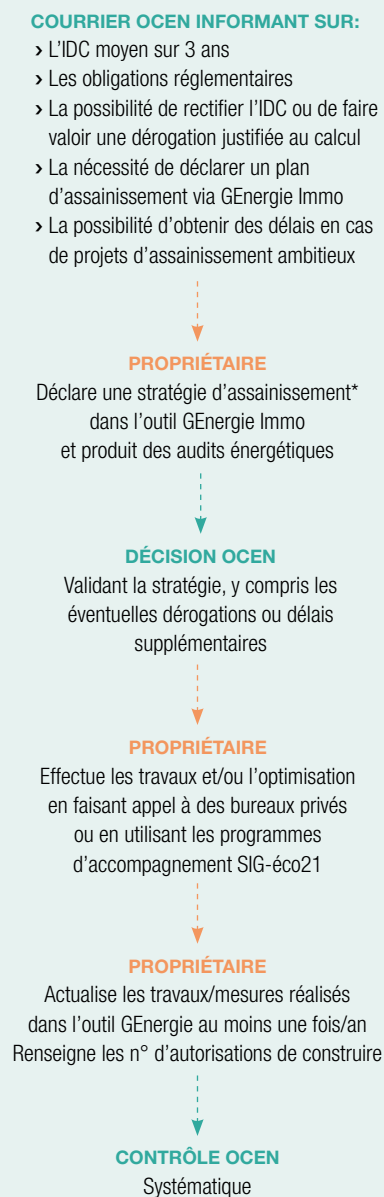 COURRIER OCEN INFORMANT SUR:
› L’IDC moyen sur 3 ans
› Les obligations réglementaires
› La possibilité de rectifier l’IDC ou de faire
valoir une dérogation justifiée au calcul
› La nécessité de déclarer un plan
d’assainissement via GEnergie Immo
› La possibilité d’obtenir des délais en cas
de projets d’assainissement ambitieux
PROPRIÉTAIRE
Déclare une stratégie d’assainissement*
dans l’outil GEnergie Immo
et produit des audits énergétiques
DÉCISION OCEN
Validant la stratégie, y compris les
éventuelles dérogations ou délais
supplémentaires
PROPRIÉTAIRE
Effectue les travaux et/ou l’optimisation
en faisant appel à des bureaux privés
ou en utilisant les programmes
d’accompagnement SIG-éco21
PROPRIÉTAIRE
Actualise les travaux/mesures réalisés
dans l’outil GEnergie au moins une fois/an
Renseigne les n° d’autorisations de construire
CONTRÔLE OCEN
Systématique